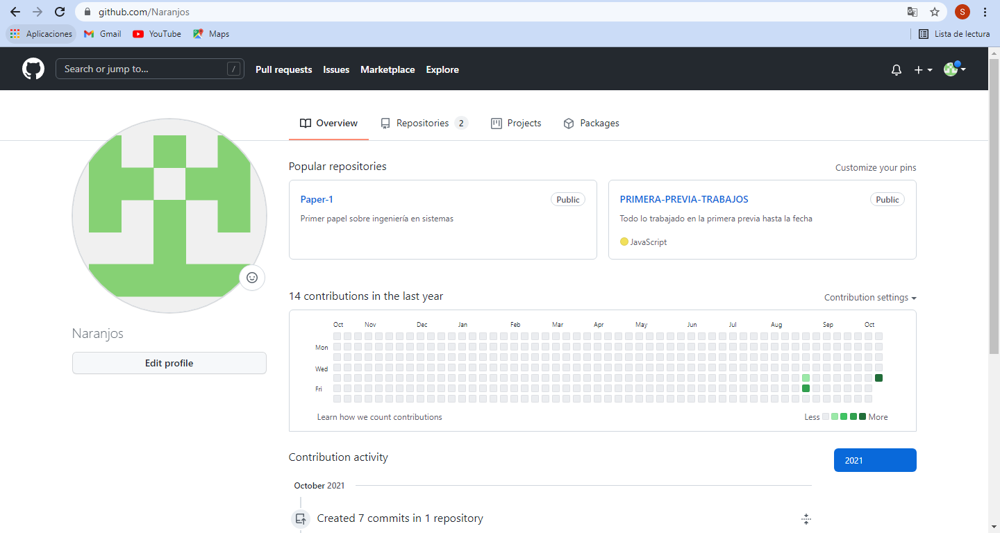 github.com/Naranjos
S
Aplicaciones Gmail YouTube Maps Lista de lectura
Search or jump to... / Pull requests Issues Marketplace Explore
Overview Repositories 2 Projects Packages
Popular repositories Customize your pins
Paper-1 Public
Primer papel sobre ingeniería en sistemas
PRIMERA-PREVIA-TRABAJOS Public
Todo lo trabajado en la primera previa hasta la fecha
JavaScript
14 contributions in the last year Contribution settings
Oct Nov Dec Jan Feb Mar Apr May Jun Jul Aug Sep Oct
Mon
Wed
Fri
Learn how we count contributions Less More
Naranjos
Edit profile
Contribution activity 2021
October 2021
Created 7 commits in 1 repository